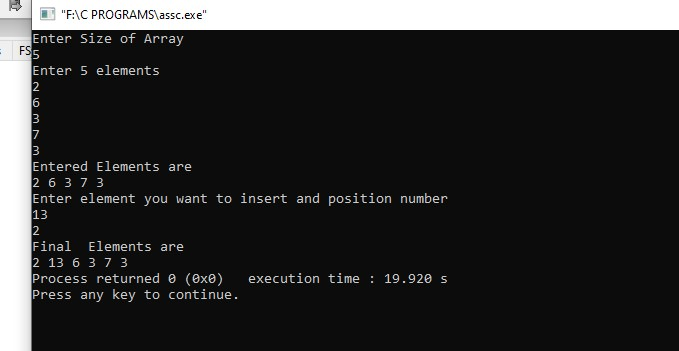 "F:\C PROGRAMS\assc.exe"
FS
Enter Size of Array
5
Enter 5 elements
2
6
3
7
3
Entered Elements are
2 6 3 7 3
Enter element you want to insert and position number
13
2
Final  Elements are
2 13 6 3 7 3
Process returned 0 (0x0)   execution time : 19.920 s
Press any key to continue.